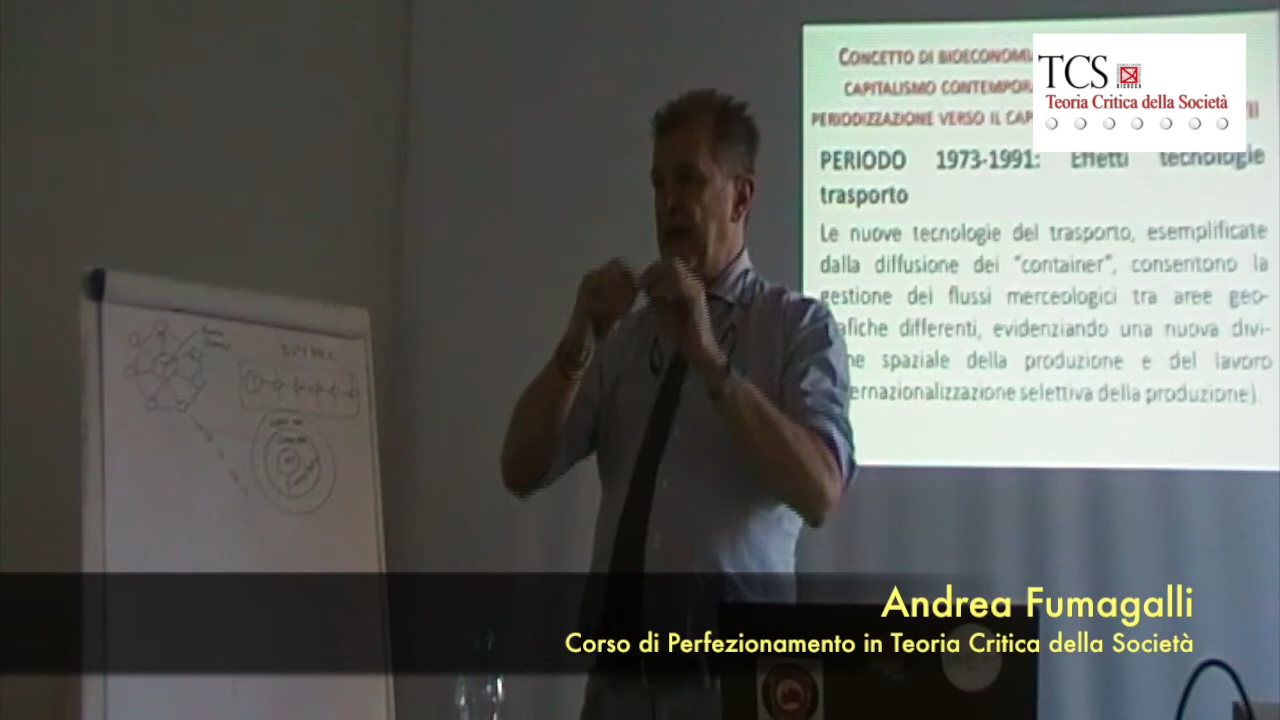 CONCETTO DI BIOECONOMIA
CAPITALISMO CONTEMPOR
PERIODIZZAZIONE VERSO IL CAP
TCS
Teoria Critica della Società
PERIODO 1973-1991: Effetti tecnologie
trasporto
Le nuove tecnologie del trasporto, esemplificate
dalla diffusione dei “container”, consentono la
gestione dei flussi merceologici tra aree geo-
afiche differenti, evidenziando una nuova divi-
ne spaziale della produzione e del lavoro
ernazionalizzazione selettiva della produzione).
Andrea Fumagalli
Corso di Perfezionamento in Teoria Critica della Società